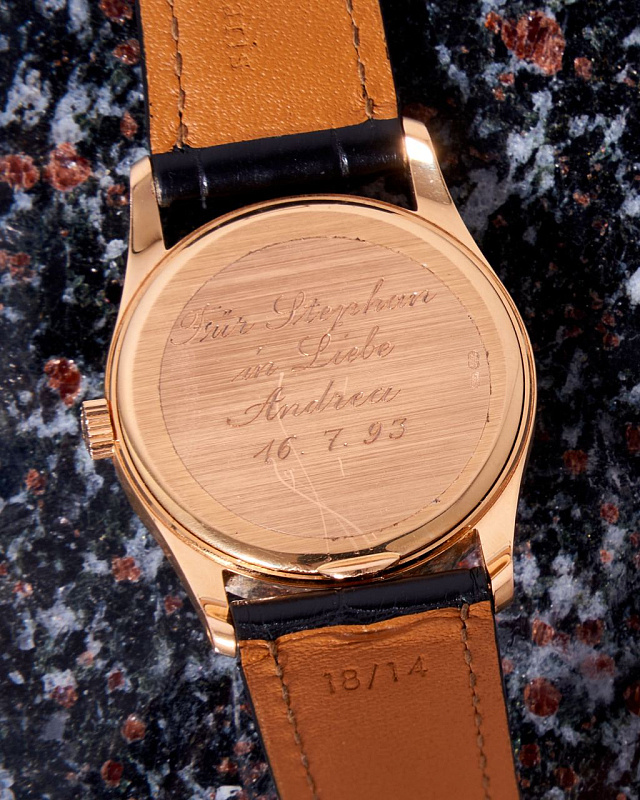 Für Stephan
in Liebe
Andrea
16. 7. 93
18/14